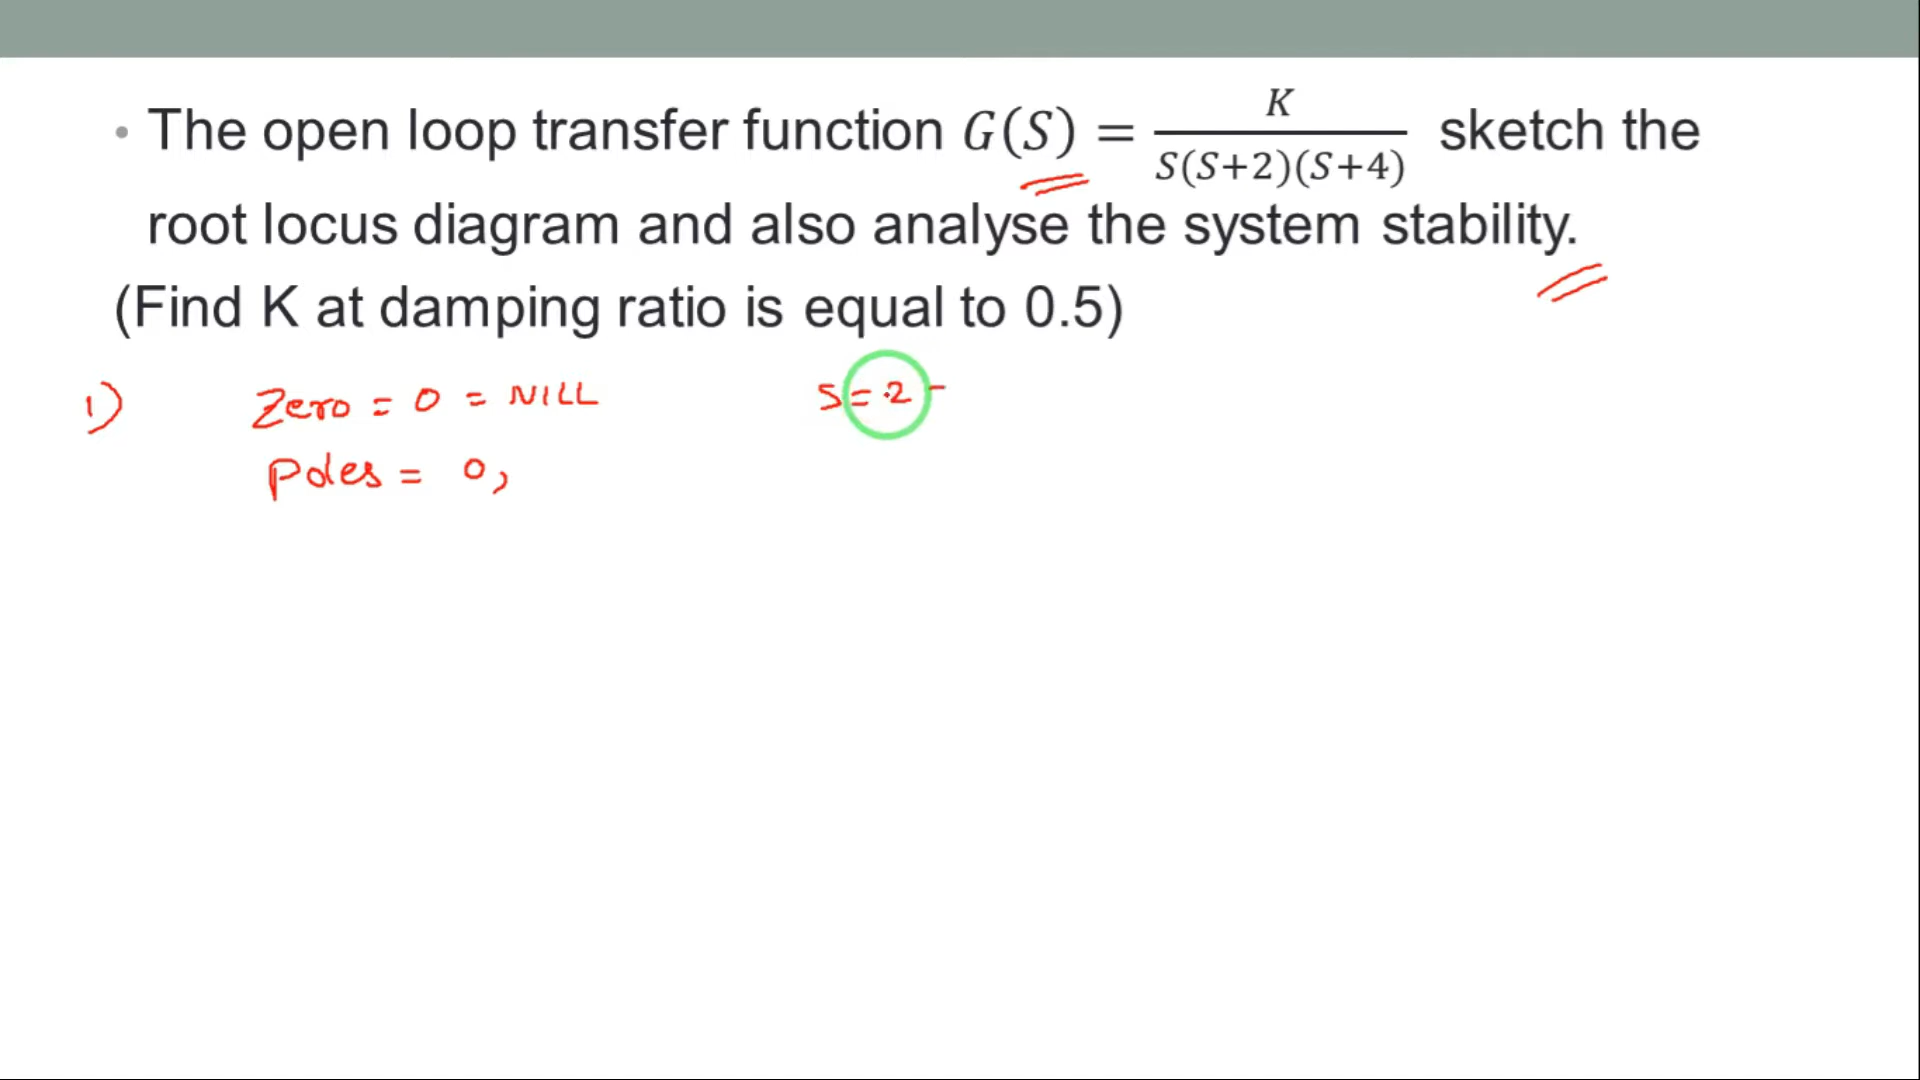 • The open loop transfer function G(S) = K / S(S+2)(S+4) sketch the
root locus diagram and also analyse the system stability.
(Find K at damping ratio is equal to 0.5)
1) Zero = 0 = NILL S = 2 -
Poles = 0,